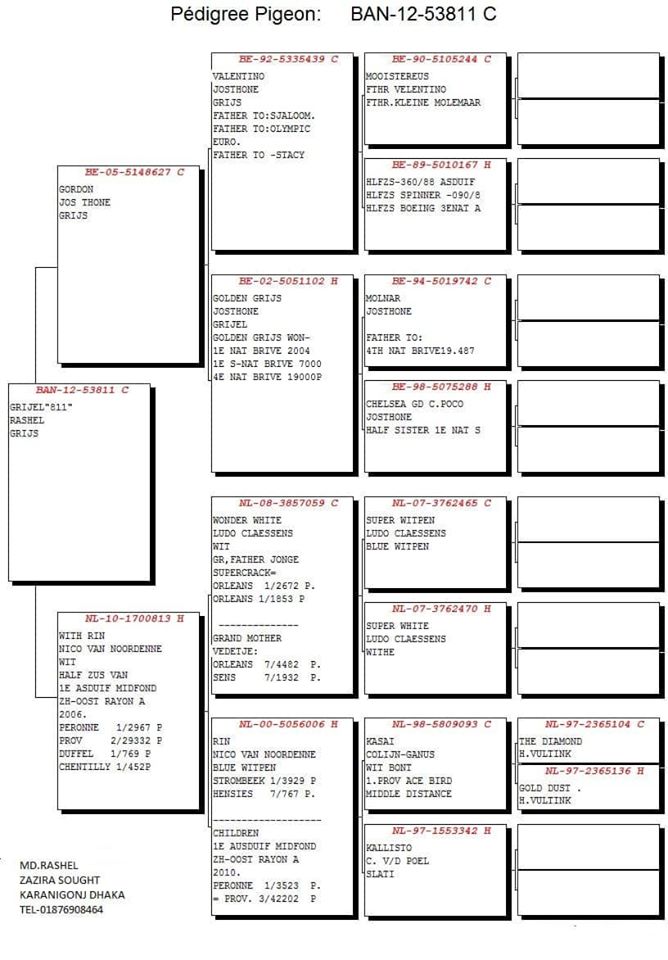 Pédigree Pigeon: BAN-12-53811 C
BAN-12-53811 C
GRIJEL"811"
RASHEL
GRIJS
BE-05-5148627 C
GORDON
JOS THONE
GRIJS
NL-10-1700813 H
WITH RIN
NICO VAN NOORDENNE
WIT
HALF ZUS VAN
1E ASDUIF MIDFOND
ZH-OOST RAYON A
2006.
PERONNE 1/2967 P
PROV 2/29332 P
DUFFEL 1/769 P
CHENTILLY 1/452P
BE-92-5335439 C
VALENTINO
JOSTHONE
GRIJS
FATHER TO:SJALOOM.
FATHER TO:OLYMPIC
EURO.
FATHER TO -STACY
BE-02-5051102 H
GOLDEN GRIJS
JOSTHONE
GRIJEL
GOLDEN GRIJS WON-
1E NAT BRIVE 2004
1E S-NAT BRIVE 7000
4E NAT BRIVE 19000P
NL-08-3857059 C
WONDER WHITE
LUDO CLAESSENS
WIT
GR,FATHER JONGE
SUPERCRACK=
ORLEANS 1/2672 P.
ORLEANS 1/1853 P
--------------
GRAND MOTHER
VEDETJE:
ORLEANS 7/4482 P.
SENS 7/1932 P.
NL-00-5056006 H
RIN
NICO VAN NOORDENNE
BLUE WITPEN
STROMBEEK 1/3929 P
HENSIES 7/767 P.
-------------------
CHILDREN
1E AUSDUIF MIDFOND
ZH-OOST RAYON A
2010.
PERONNE 1/3523 P.
= PROV. 3/42202 P
BE-90-5105244 C
MOOISTEREUS
FTHR VELENTINO
FTHR.KLEINE MOLEMAAR
BE-89-5010167 H
HLFZS-360/88 ASDUIF
HLFZS SPINNER -090/8
HLFZS BOEING 3ENAT A
BE-94-5019742 C
MOLNAR
JOSTHONE
FATHER TO:
4TH NAT BRIVE19.487
BE-98-5075288 H
CHELSEA GD C.POCO
JOSTHONE
HALF SISTER 1E NAT S
NL-07-3762465 C
SUPER WITPEN
LUDO CLAESSENS
BLUE WITPEN
NL-07-3762470 H
SUPER WHITE
LUDO CLAESSENS
WITHE
NL-98-5809093 C
KASAI
COLIJN-GANUS
WIT BONT
1.PROV ACE BIRD
MIDDLE DISTANCE
NL-97-1553342 H
KALLISTO
C. V/D POEL
SLATI
NL-97-2365104 C
THE DIAMOND
H.VULTINK
NL-97-2365136 H
GOLD DUST .
H.VULTINK
MD.RASHEL
ZAZIRA SOUGHT
KARANIGONJ DHAKA
TEL-01876908464